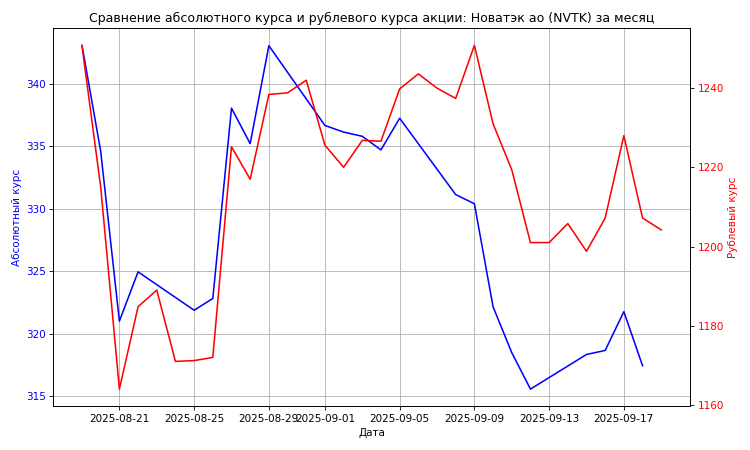 Сравнение абсолютного курса и рублевого курса акции: Новатэк ао (NVTK) за месяц
Абсолютный курс
340
335
330
325
320
315
1240
1220
1200
1180
1160
Рублевый курс
2025-08-21 2025-08-25 2025-08-29 2025-09-01 2025-09-05 2025-09-09 2025-09-13 2025-09-17
Дата